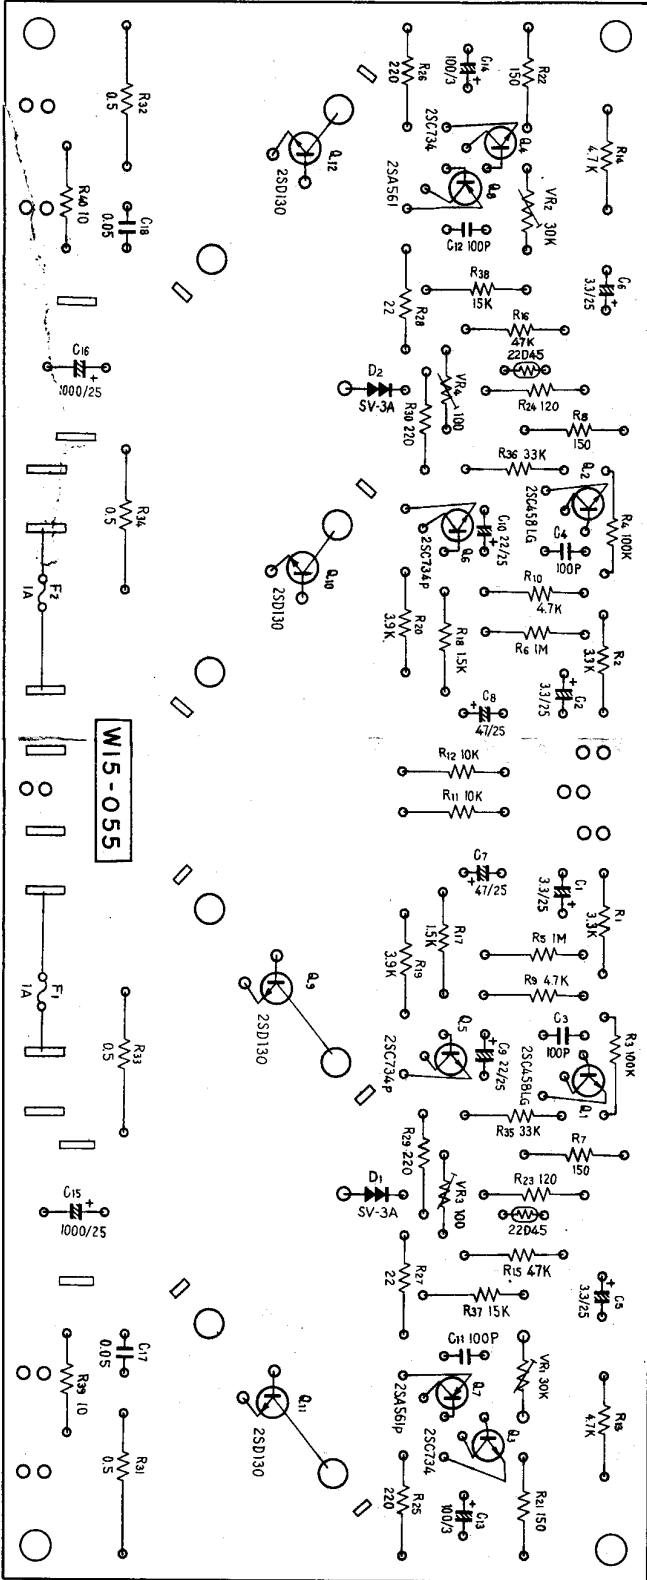 R32
0.5
R26
220
C14
100/3
+
R22
150
R14
4.7K
2SC734
Q4
Q12
2SD130
2SA561
Q8
VR2
30K
R40 10
C18
0.05
C12 100P
R38
15K
C6
3.3/25
+
R28
22
R16
47K
C16
+
1000/25
D2
SV-3A
VR4
100
22D45
R24 120
R30 220
R8
150
R36 33K
Q2
2SC458LG
R34
0.5
R4 100K
Q10
2SD130
C10 22/25
+
Q6
2SC734P
C4
100P
F2
1A
R10
4.7K
R20
3.9K
R18 1.5K
R6 1M
R2
3.3K
C2
3.3/25
+
C8
+
47/25
W15-055
R12 10K
R11 10K
C7
+
47/25
C1
3.3/25
+
R1
3.3K
R17
1.5K
R19
3.9K
R5 1M
R9 4.7K
F1
1A
Q9
2SD130
Q5
2SC734P
C9 22/25
+
C3
100P
2SC458LG
Q1
R3 100K
R33
0.5
R35 33K
R29 220
R7
150
D1
SV-3A
VR3 100
R23 120
22D45
C15
+
1000/25
R27
22
R15 47K
C5
3.3/25
+
R37 15K
C17
0.05
R39 10
C11 100P
VR1 30K
Q7
2SA561P
Q11
2SD130
Q3
2SC734
R13
4.7K
R31
0.5
R25
220
C13
100/3
+
R21 150